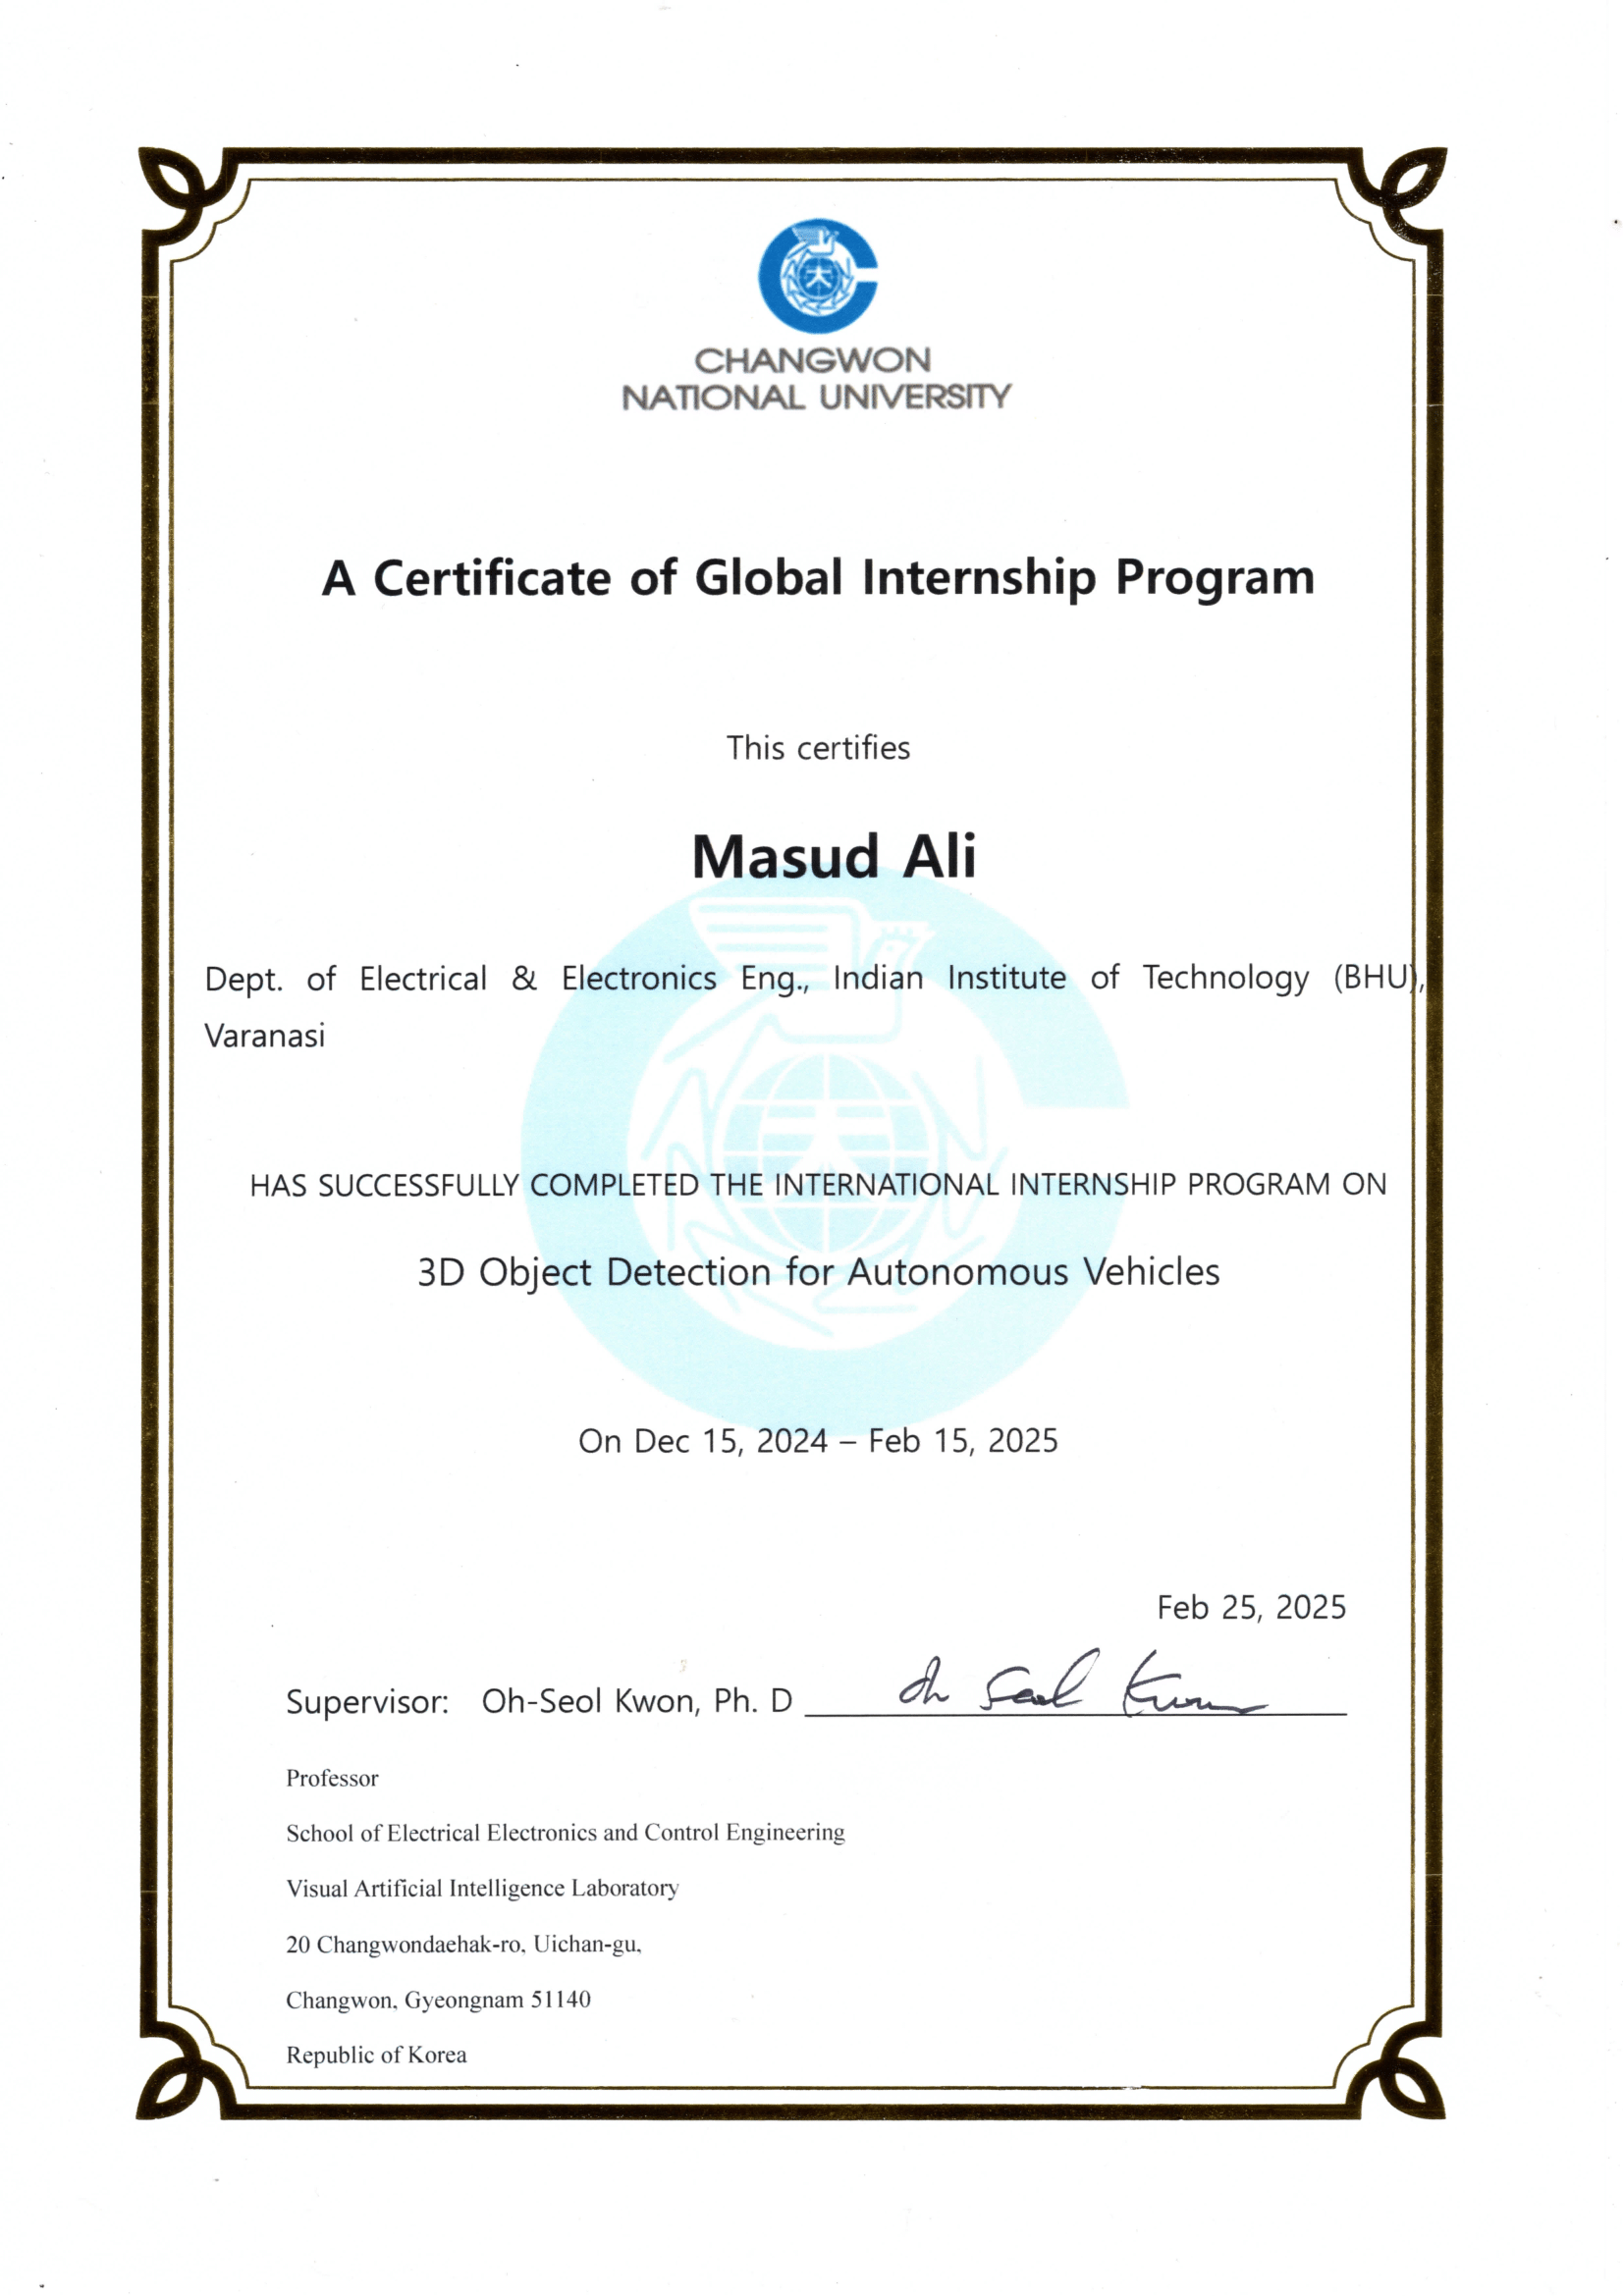 CHANGWON
NATIONAL UNIVERSITY
A Certificate of Global Internship Program
This certifies
Masud Ali
Dept. of Electrical & Electronics Eng., Indian Institute of Technology (BHU),
Varanasi
HAS SUCCESSFULLY COMPLETED THE INTERNATIONAL INTERNSHIP PROGRAM ON
3D Object Detection for Autonomous Vehicles
On Dec 15, 2024 – Feb 15, 2025
Feb 25, 2025
Supervisor: Oh-Seol Kwon, Ph. D oh Seol Kwon
Professor
School of Electrical Electronics and Control Engineering
Visual Artificial Intelligence Laboratory
20 Changwondaehak-ro, Uichan-gu,
Changwon, Gyeongnam 51140
Republic of Korea